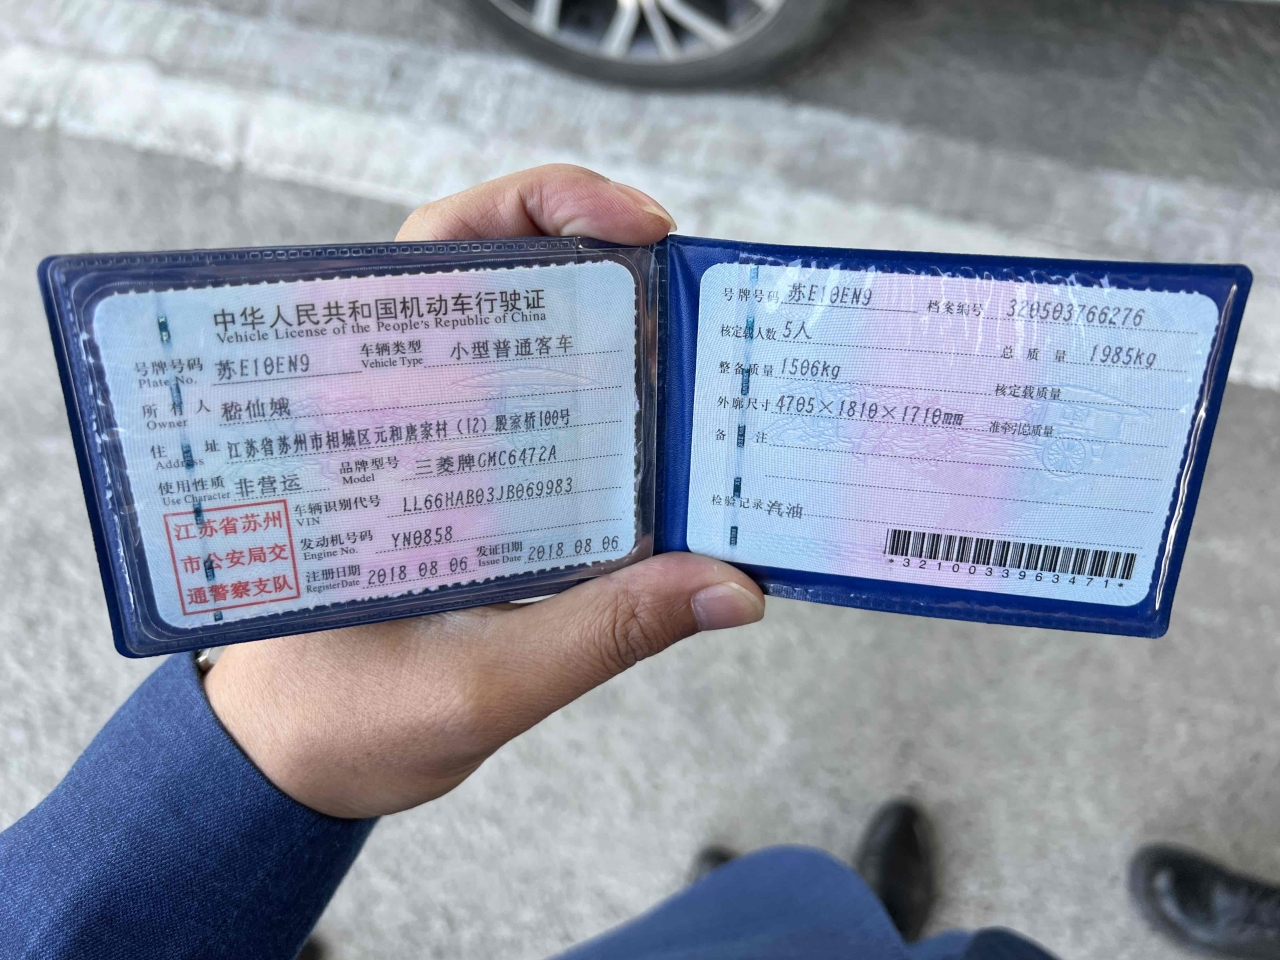 中华人民共和国机动车行驶证
Vehicle License of the People's Republic of China
号牌号码 苏E10EN9 车辆类型 小型普通客车
Plate No. Vehicle Type
所有人 嵇仙娥
Owner
住址 江苏省苏州市相城区元和唐家村(12)殷家桥100号
Address
使用性质 非营运 品牌型号 三菱牌GMC6472A
Use Character Model
车辆识别代号 LL66HAB03JB069983
VIN
发动机号码 YN0858
Engine No.
注册日期 2018 08 06 发证日期 2018 08 06
Register Date Issue Date
江苏省苏州
市公安局交
通警察支队
号牌号码 苏E10EN9 档案编号 320503766276
核定载人数 5人 总质量 1985kg
整备质量 1506kg 核定载质量
外廓尺寸 4705×1810×1710mm 准牵引总质量
备注
检验记录 汽油
*3210033963471*